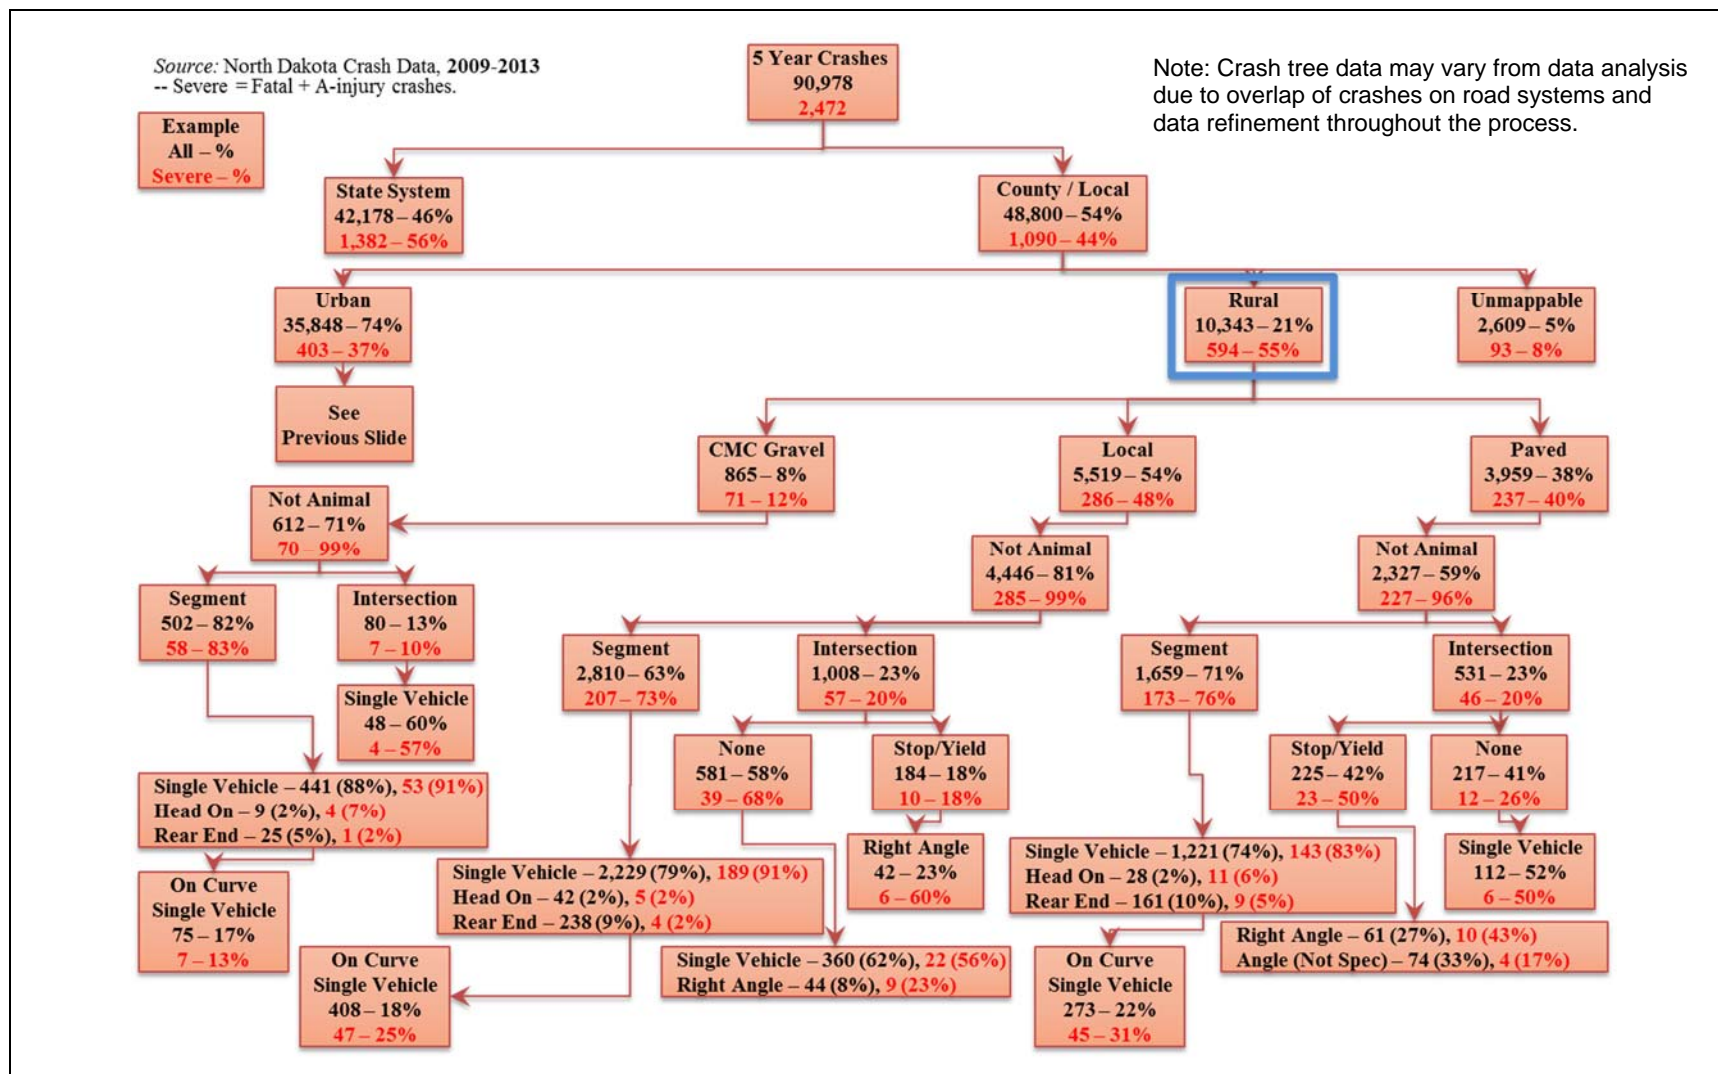 Source: North Dakota Crash Data, 2009-2013
-- Severe = Fatal + A-injury crashes.
Example
All – %
Severe – %
5 Year Crashes
90,978
2,472
Note: Crash tree data may vary from data analysis
due to overlap of crashes on road systems and
data refinement throughout the process.
State System
42,178 – 46%
1,382 – 56%
County / Local
48,800 – 54%
1,090 – 44%
Urban
35,848 – 74%
403 – 37%
Rural
10,343 – 21%
594 – 55%
Unmappable
2,609 – 5%
93 – 8%
See
Previous Slide
CMC Gravel
865 – 8%
71 – 12%
Local
5,519 – 54%
286 – 48%
Paved
3,959 – 38%
237 – 40%
Not Animal
612 – 71%
70 – 99%
Not Animal
4,446 – 81%
285 – 99%
Not Animal
2,327 – 59%
227 – 96%
Segment
502 – 82%
58 – 83%
Intersection
80 – 13%
7 – 10%
Segment
2,810 – 63%
207 – 73%
Intersection
1,008 – 23%
57 – 20%
Segment
1,659 – 71%
173 – 76%
Intersection
531 – 23%
46 – 20%
Single Vehicle
48 – 60%
4 – 57%
None
581 – 58%
39 – 68%
Stop/Yield
184 – 18%
10 – 18%
Stop/Yield
225 – 42%
23 – 50%
None
217 – 41%
12 – 26%
Single Vehicle – 441 (88%), 53 (91%)
Head On – 9 (2%), 4 (7%)
Rear End – 25 (5%), 1 (2%)
Single Vehicle – 2,229 (79%), 189 (91%)
Head On – 42 (2%), 5 (2%)
Rear End – 238 (9%), 4 (2%)
Right Angle
42 – 23%
6 – 60%
Single Vehicle – 1,221 (74%), 143 (83%)
Head On – 28 (2%), 11 (6%)
Rear End – 161 (10%), 9 (5%)
Single Vehicle
112 – 52%
6 – 50%
On Curve
Single Vehicle
75 – 17%
7 – 13%
On Curve
Single Vehicle
408 – 18%
47 – 25%
Single Vehicle – 360 (62%), 22 (56%)
Right Angle – 44 (8%), 9 (23%)
On Curve
Single Vehicle
273 – 22%
45 – 31%
Right Angle – 61 (27%), 10 (43%)
Angle (Not Spec) – 74 (33%), 4 (17%)